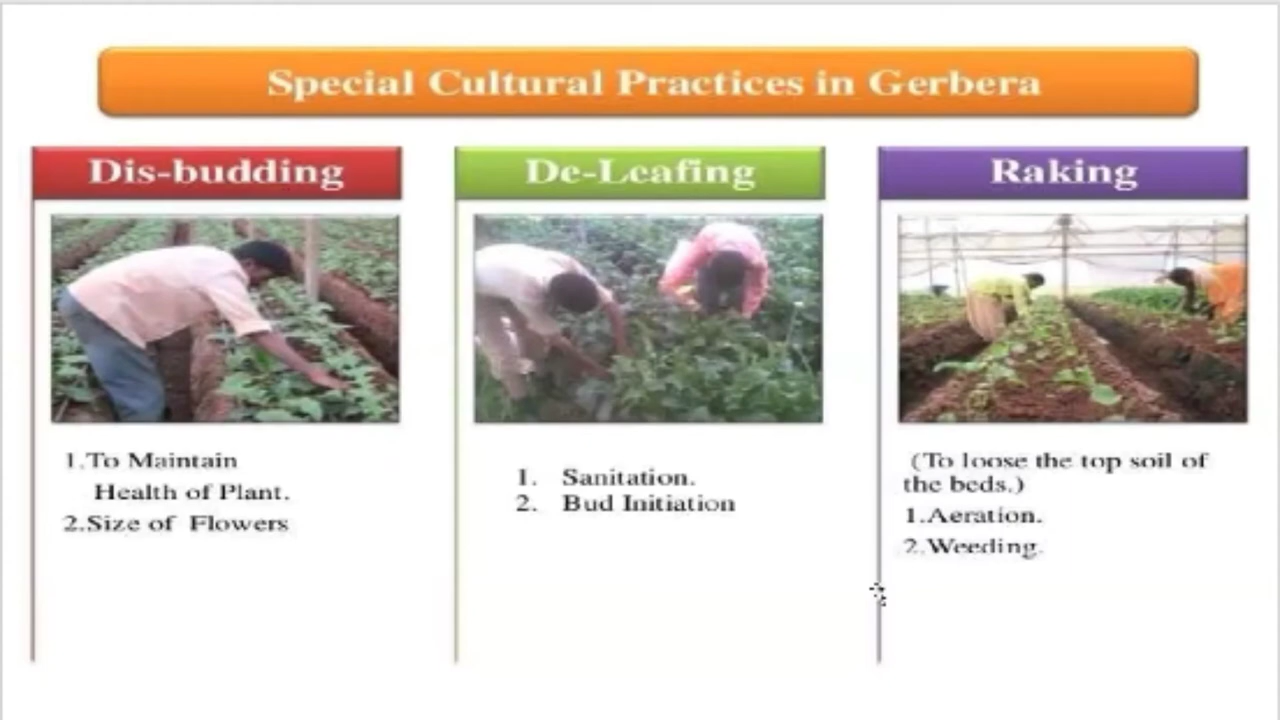 Special Cultural Practices in Gerbera
Dis-budding
1.To Maintain
Health of Plant.
2.Size of Flowers
De-Leafing
1. Sanitation.
2. Bud Initiation
Raking
(To loose the top soil of
the beds.)
1.Aeration.
2.Weeding.